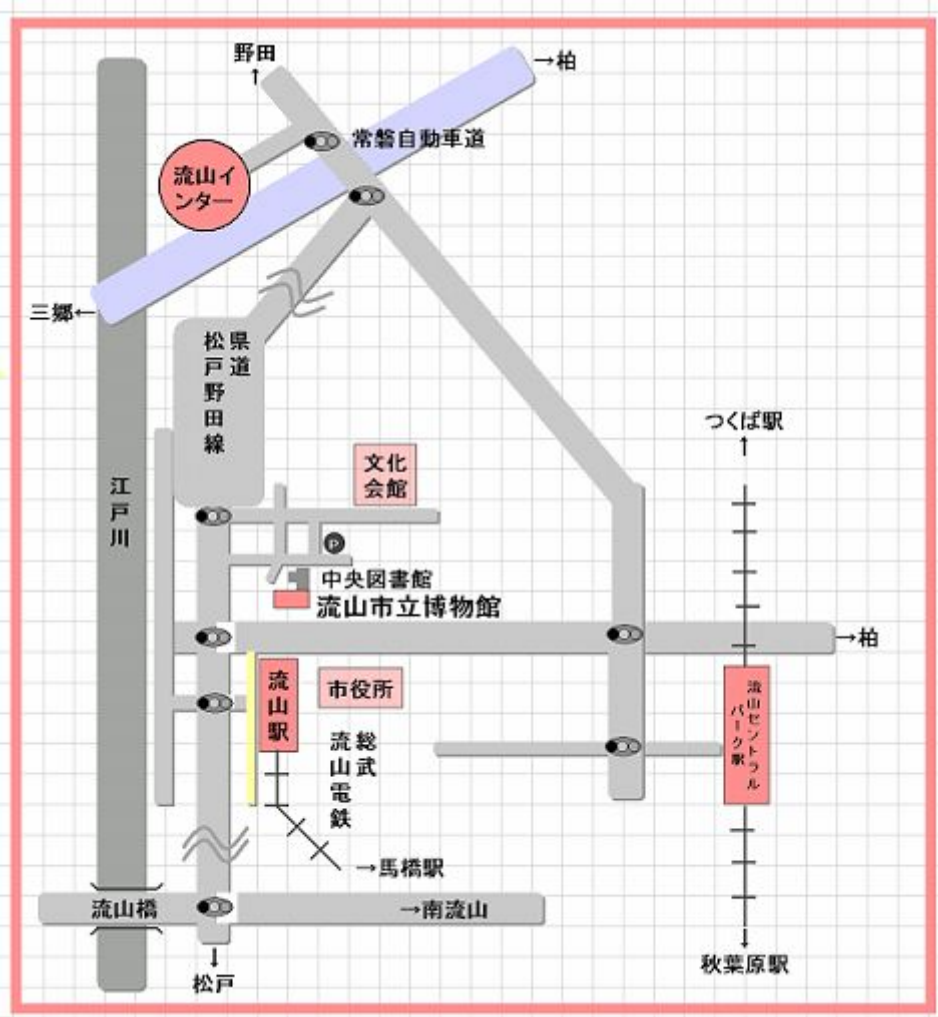 野田
↑
→柏
常磐自動車道
流山イ
ンター
三郷←
県道
松戸野田線
つくば駅
↑
文化
会館
江戸川
P
中央図書館
流山市立博物館
→柏
流山駅
市役所
流山セントラル
パーク駅
総武
流山電鉄
→馬橋駅
流山橋
→南流山
↓
松戸
↓
秋葉原駅